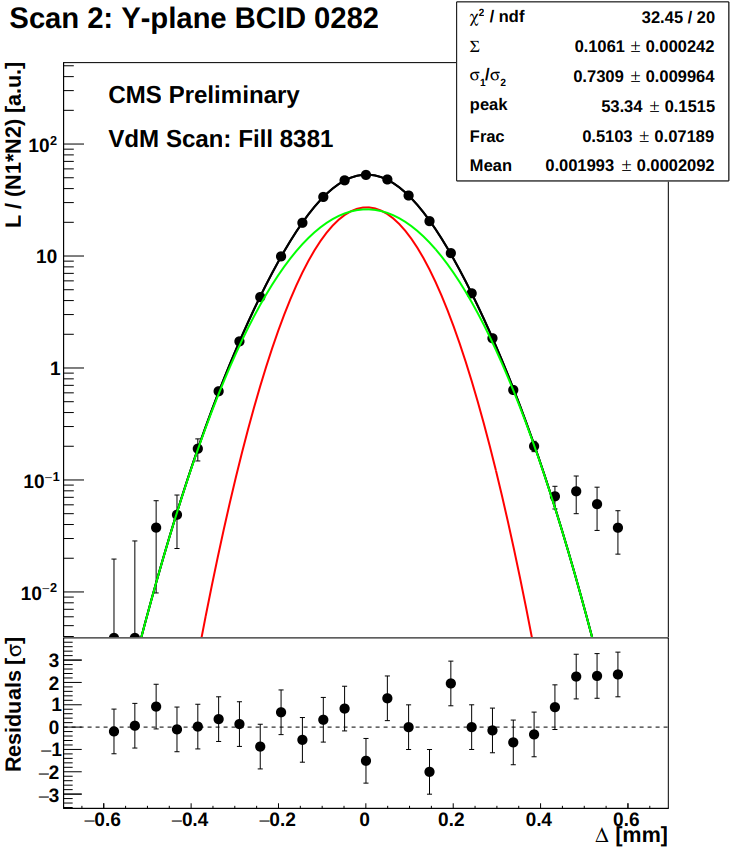 Scan 2: Y-plane BCID 0282
χ² / ndf 32.45 / 20
Σ 0.1061 ± 0.000242
σ₁/σ₂ 0.7309 ± 0.009964
peak 53.34 ± 0.1515
Frac 0.5103 ± 0.07189
Mean 0.001993 ± 0.0002092
CMS Preliminary
VdM Scan: Fill 8381
L / (N1*N2) [a.u.]
10²
10
1
10⁻¹
10⁻²
Residuals [σ]
3
2
1
0
−1
−2
−3
−0.6 −0.4 −0.2 0 0.2 0.4 0.6
Δ [mm]